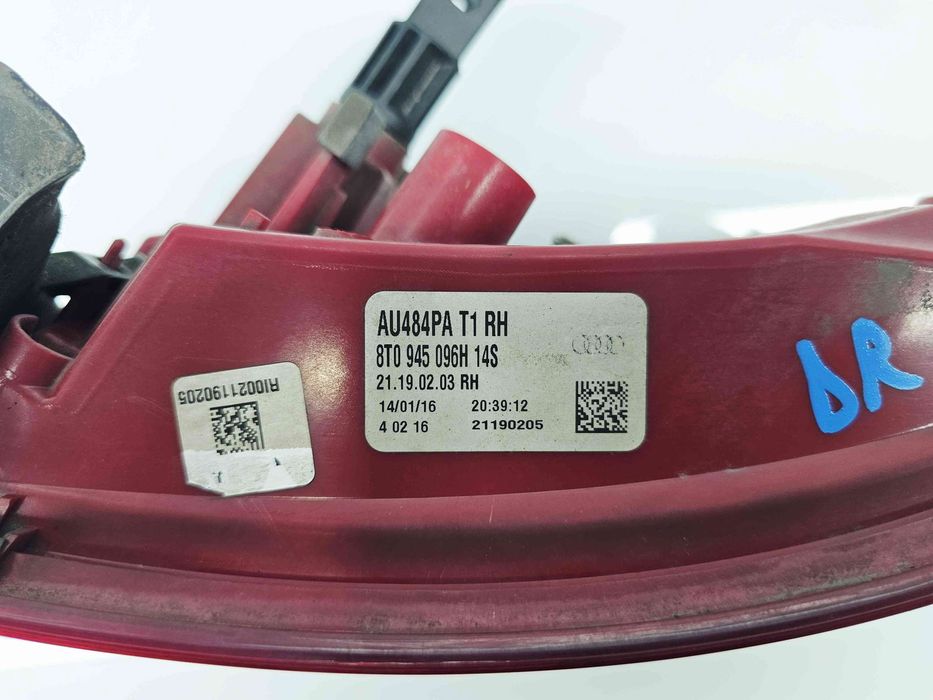 AU484PA T1 RH
8T0 945 096H 14S
21.19.02.03 RH
14/01/16 20:39:12
4 02 16 21190205
RI0021190205
DR